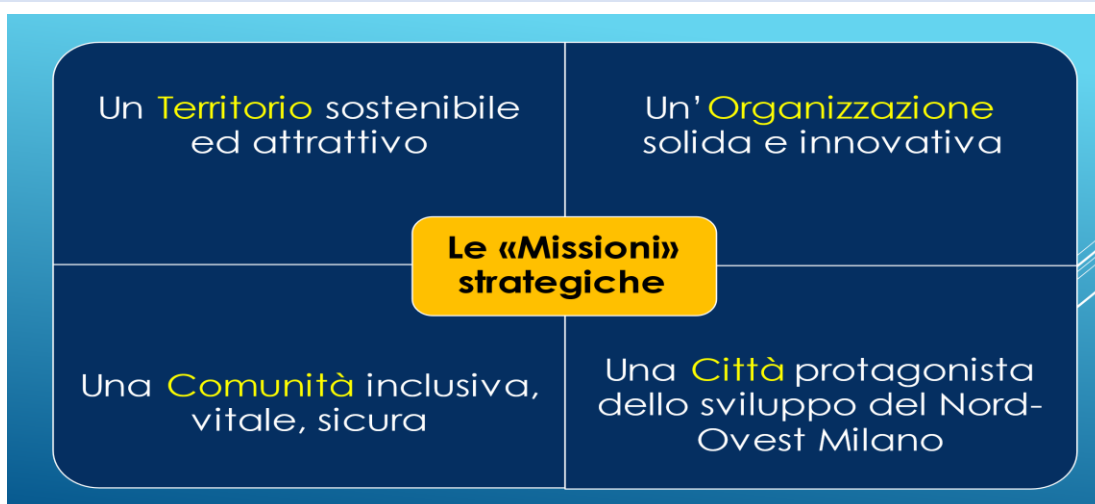 Un Territorio sostenibile
ed attrattivo
Un’Organizzazione
solida e innovativa
Le «Missioni»
strategiche
Una Comunità inclusiva,
vitale, sicura
Una Città protagonista
dello sviluppo del Nord-
Ovest Milano